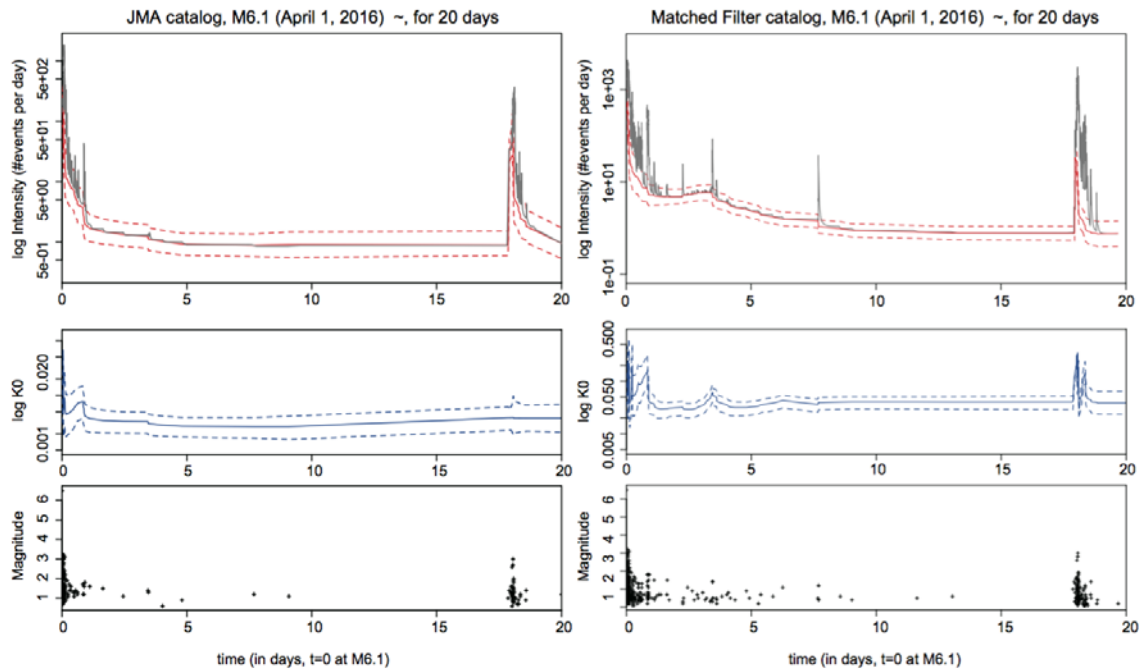 JMA catalog, M6.1 (April 1, 2016) ~, for 20 days
log Intensity (#events per day)
5e+02
5e+01
5e+00
5e-01
0 5 10 15 20
log K0
0.020
0.001
0 5 10 15 20
Magnitude
6
5
4
3
2
1
0 5 10 15 20
time (in days, t=0 at M6.1)
Matched Filter catalog, M6.1 (April 1, 2016) ~, for 20 days
log Intensity (#events per day)
1e+03
1e+01
1e-01
0 5 10 15 20
log K0
0.500
0.050
0.005
0 5 10 15 20
Magnitude
6
5
4
3
2
1
0 5 10 15 20
time (in days, t=0 at M6.1)